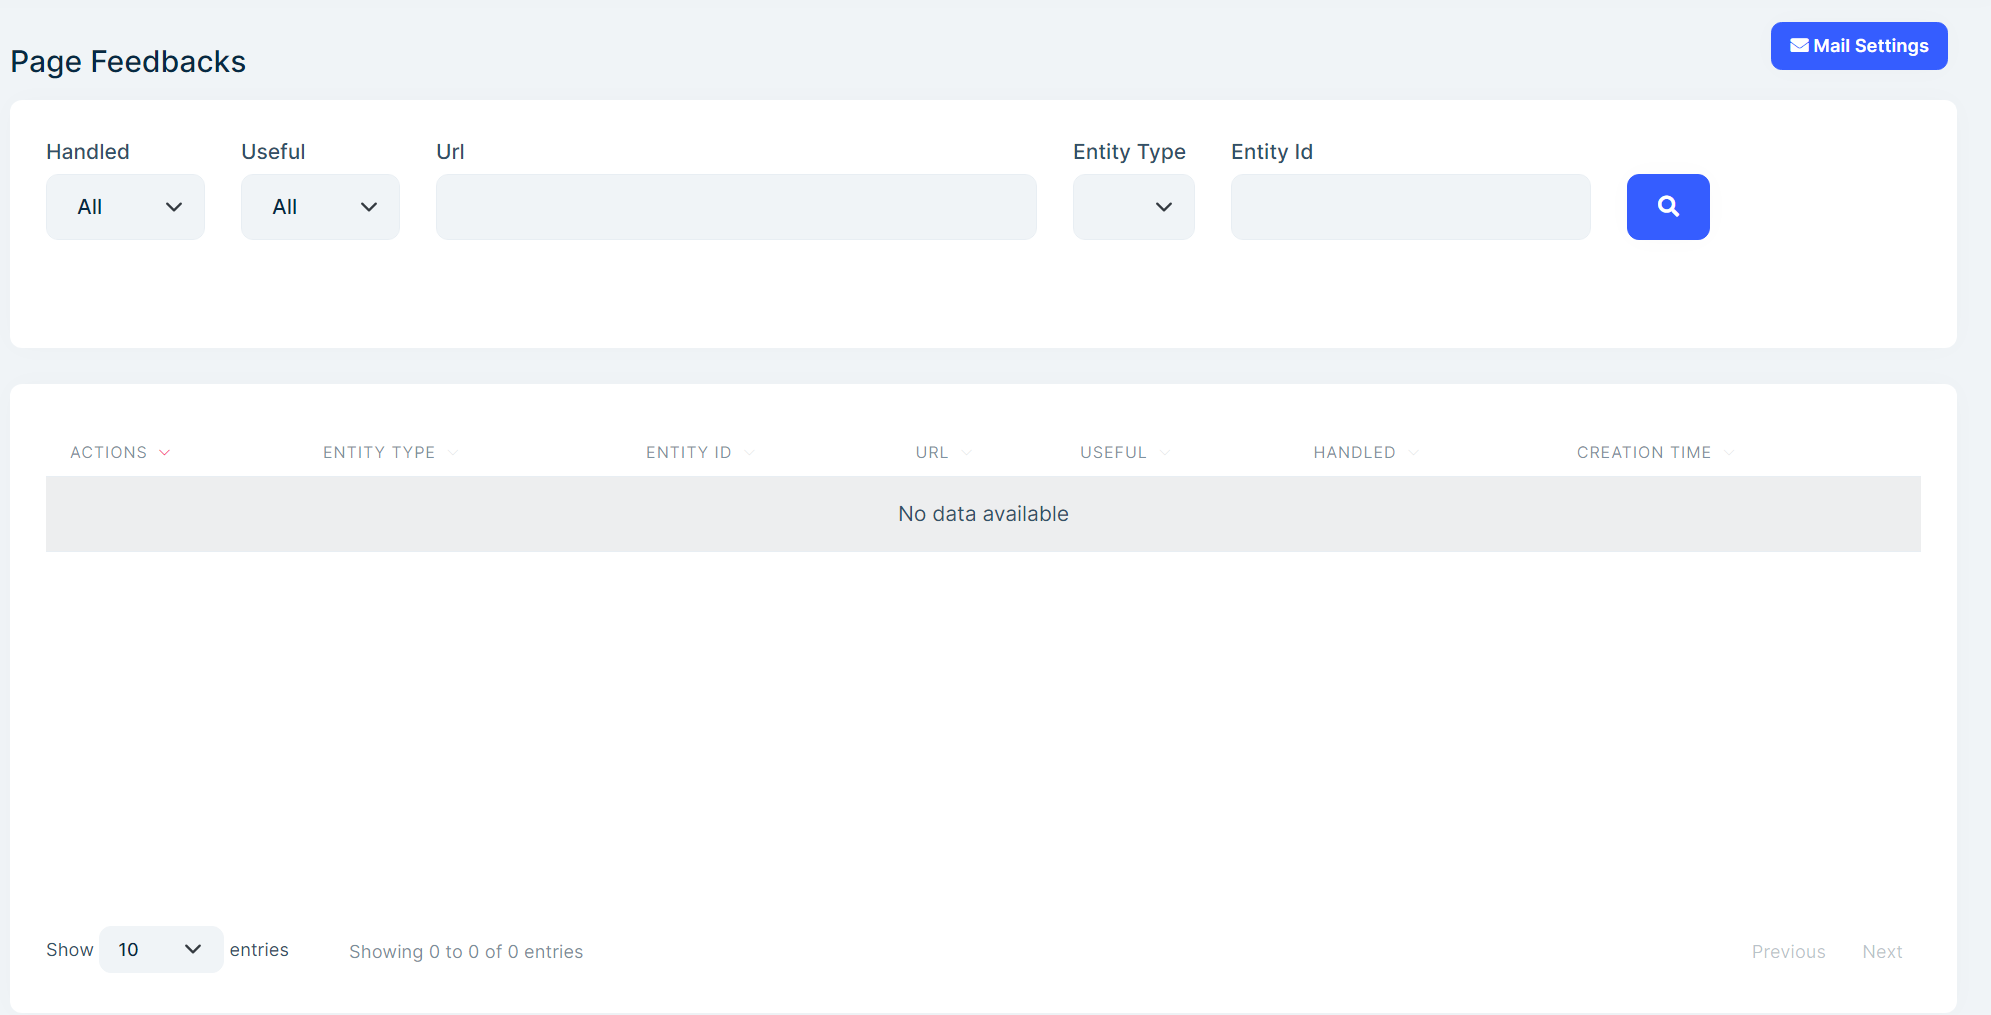 Page Feedbacks
Mail Settings
Handled Useful Url Entity Type Entity Id
All All
ACTIONS ENTITY TYPE ENTITY ID URL USEFUL HANDLED CREATION TIME
No data available
Show 10 entries Showing 0 to 0 of 0 entries Previous Next